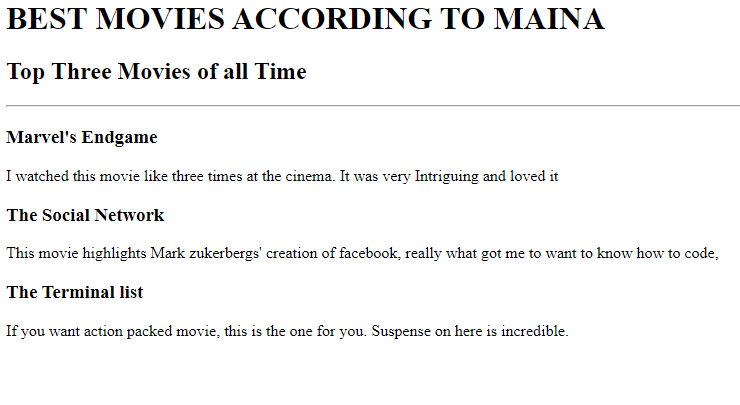 BEST MOVIES ACCORDING TO MAINA
Top Three Movies of all Time
Marvel's Endgame
I watched this movie like three times at the cinema. It was very Intriguing and loved it
The Social Network
This movie highlights Mark zukerbergs' creation of facebook, really what got me to want to know how to code,
The Terminal list
If you want action packed movie, this is the one for you. Suspense on here is incredible.